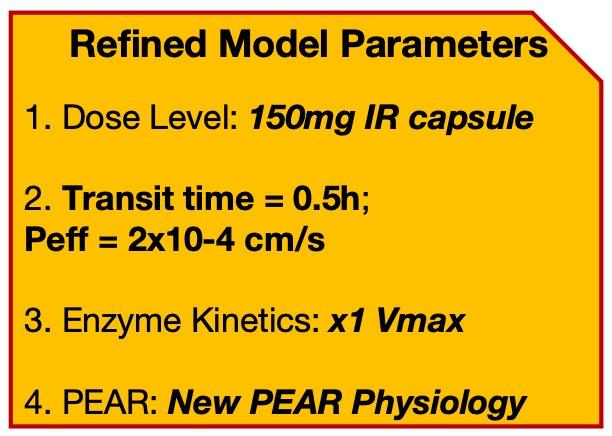 Refined Model Parameters
1. Dose Level: 150mg IR capsule
2. Transit time = 0.5h;
Peff = 2x10-4 cm/s
3. Enzyme Kinetics: x1 Vmax
4. PEAR: New PEAR Physiology